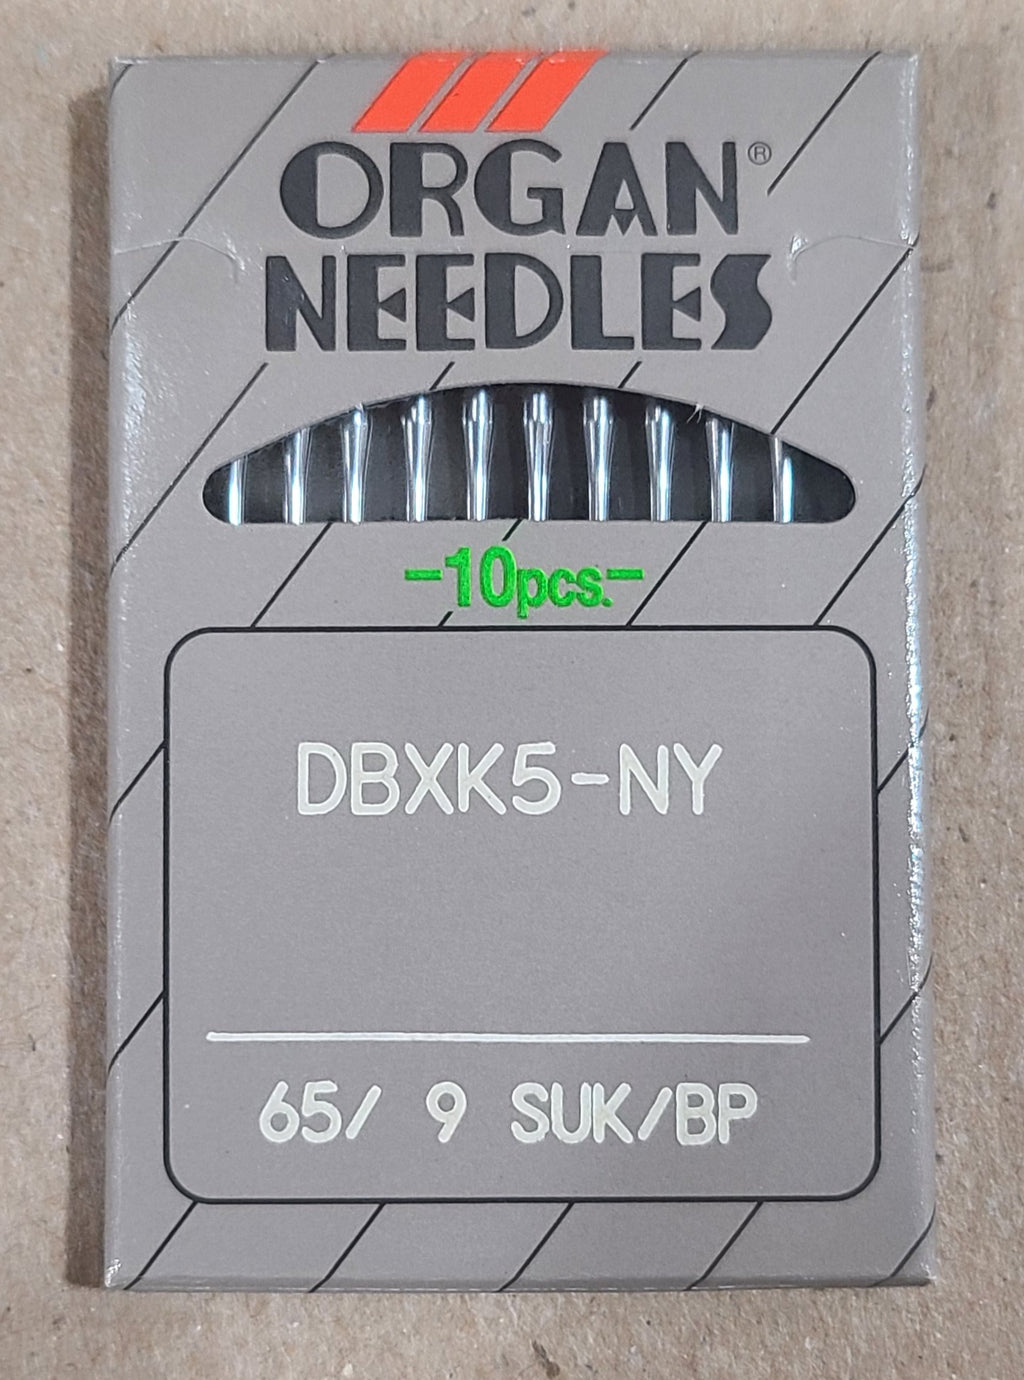 ORGAN®
NEEDLES
-10pcs.-
DBXK5-NY
65/ 9 SUK/BP